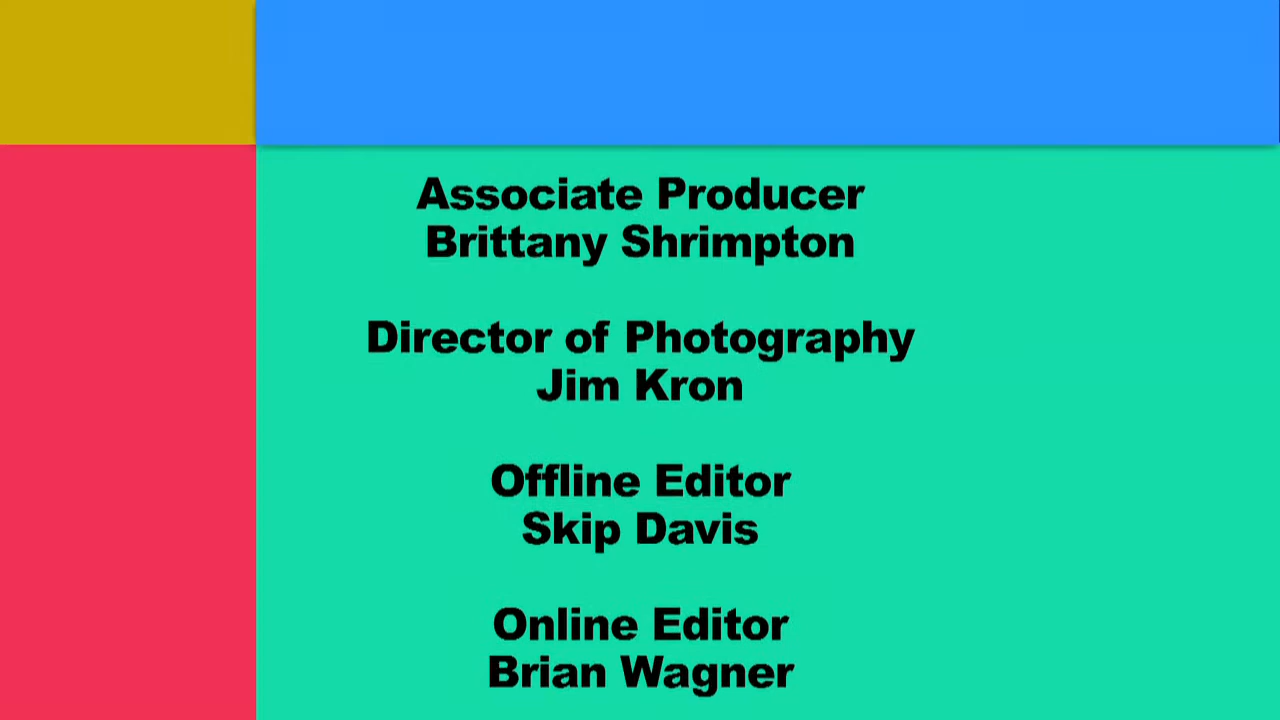 Associate Producer
Brittany Shrimpton
Director of Photography
Jim Kron
Offline Editor
Skip Davis
Online Editor
Brian Wagner